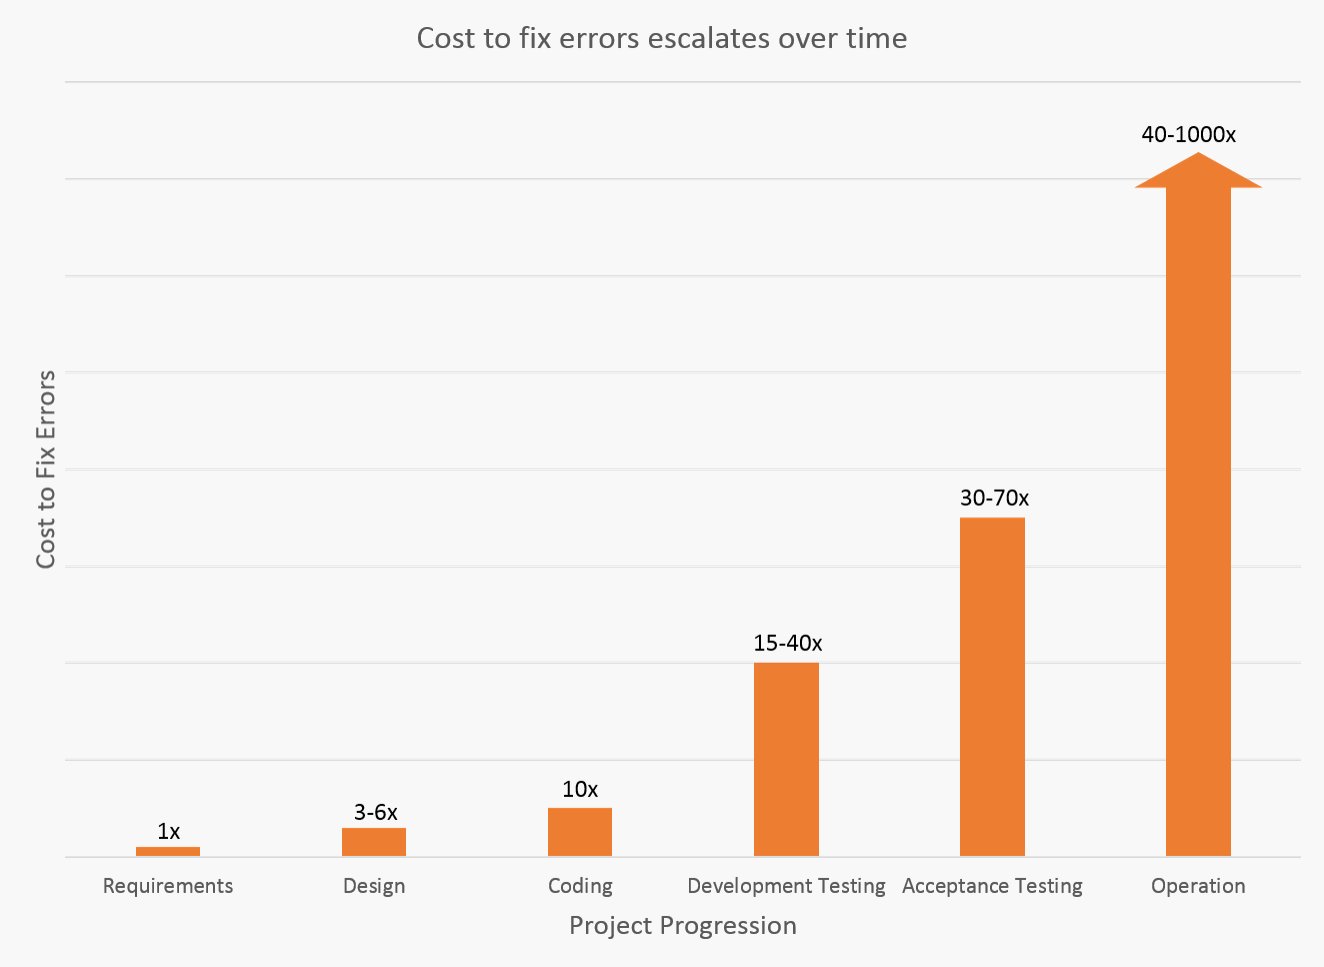 Cost to fix errors escalates over time
40-1000x
30-70x
15-40x
10x
3-6x
1x
Cost to Fix Errors
Requirements
Design
Coding
Development Testing
Acceptance Testing
Operation
Project Progression